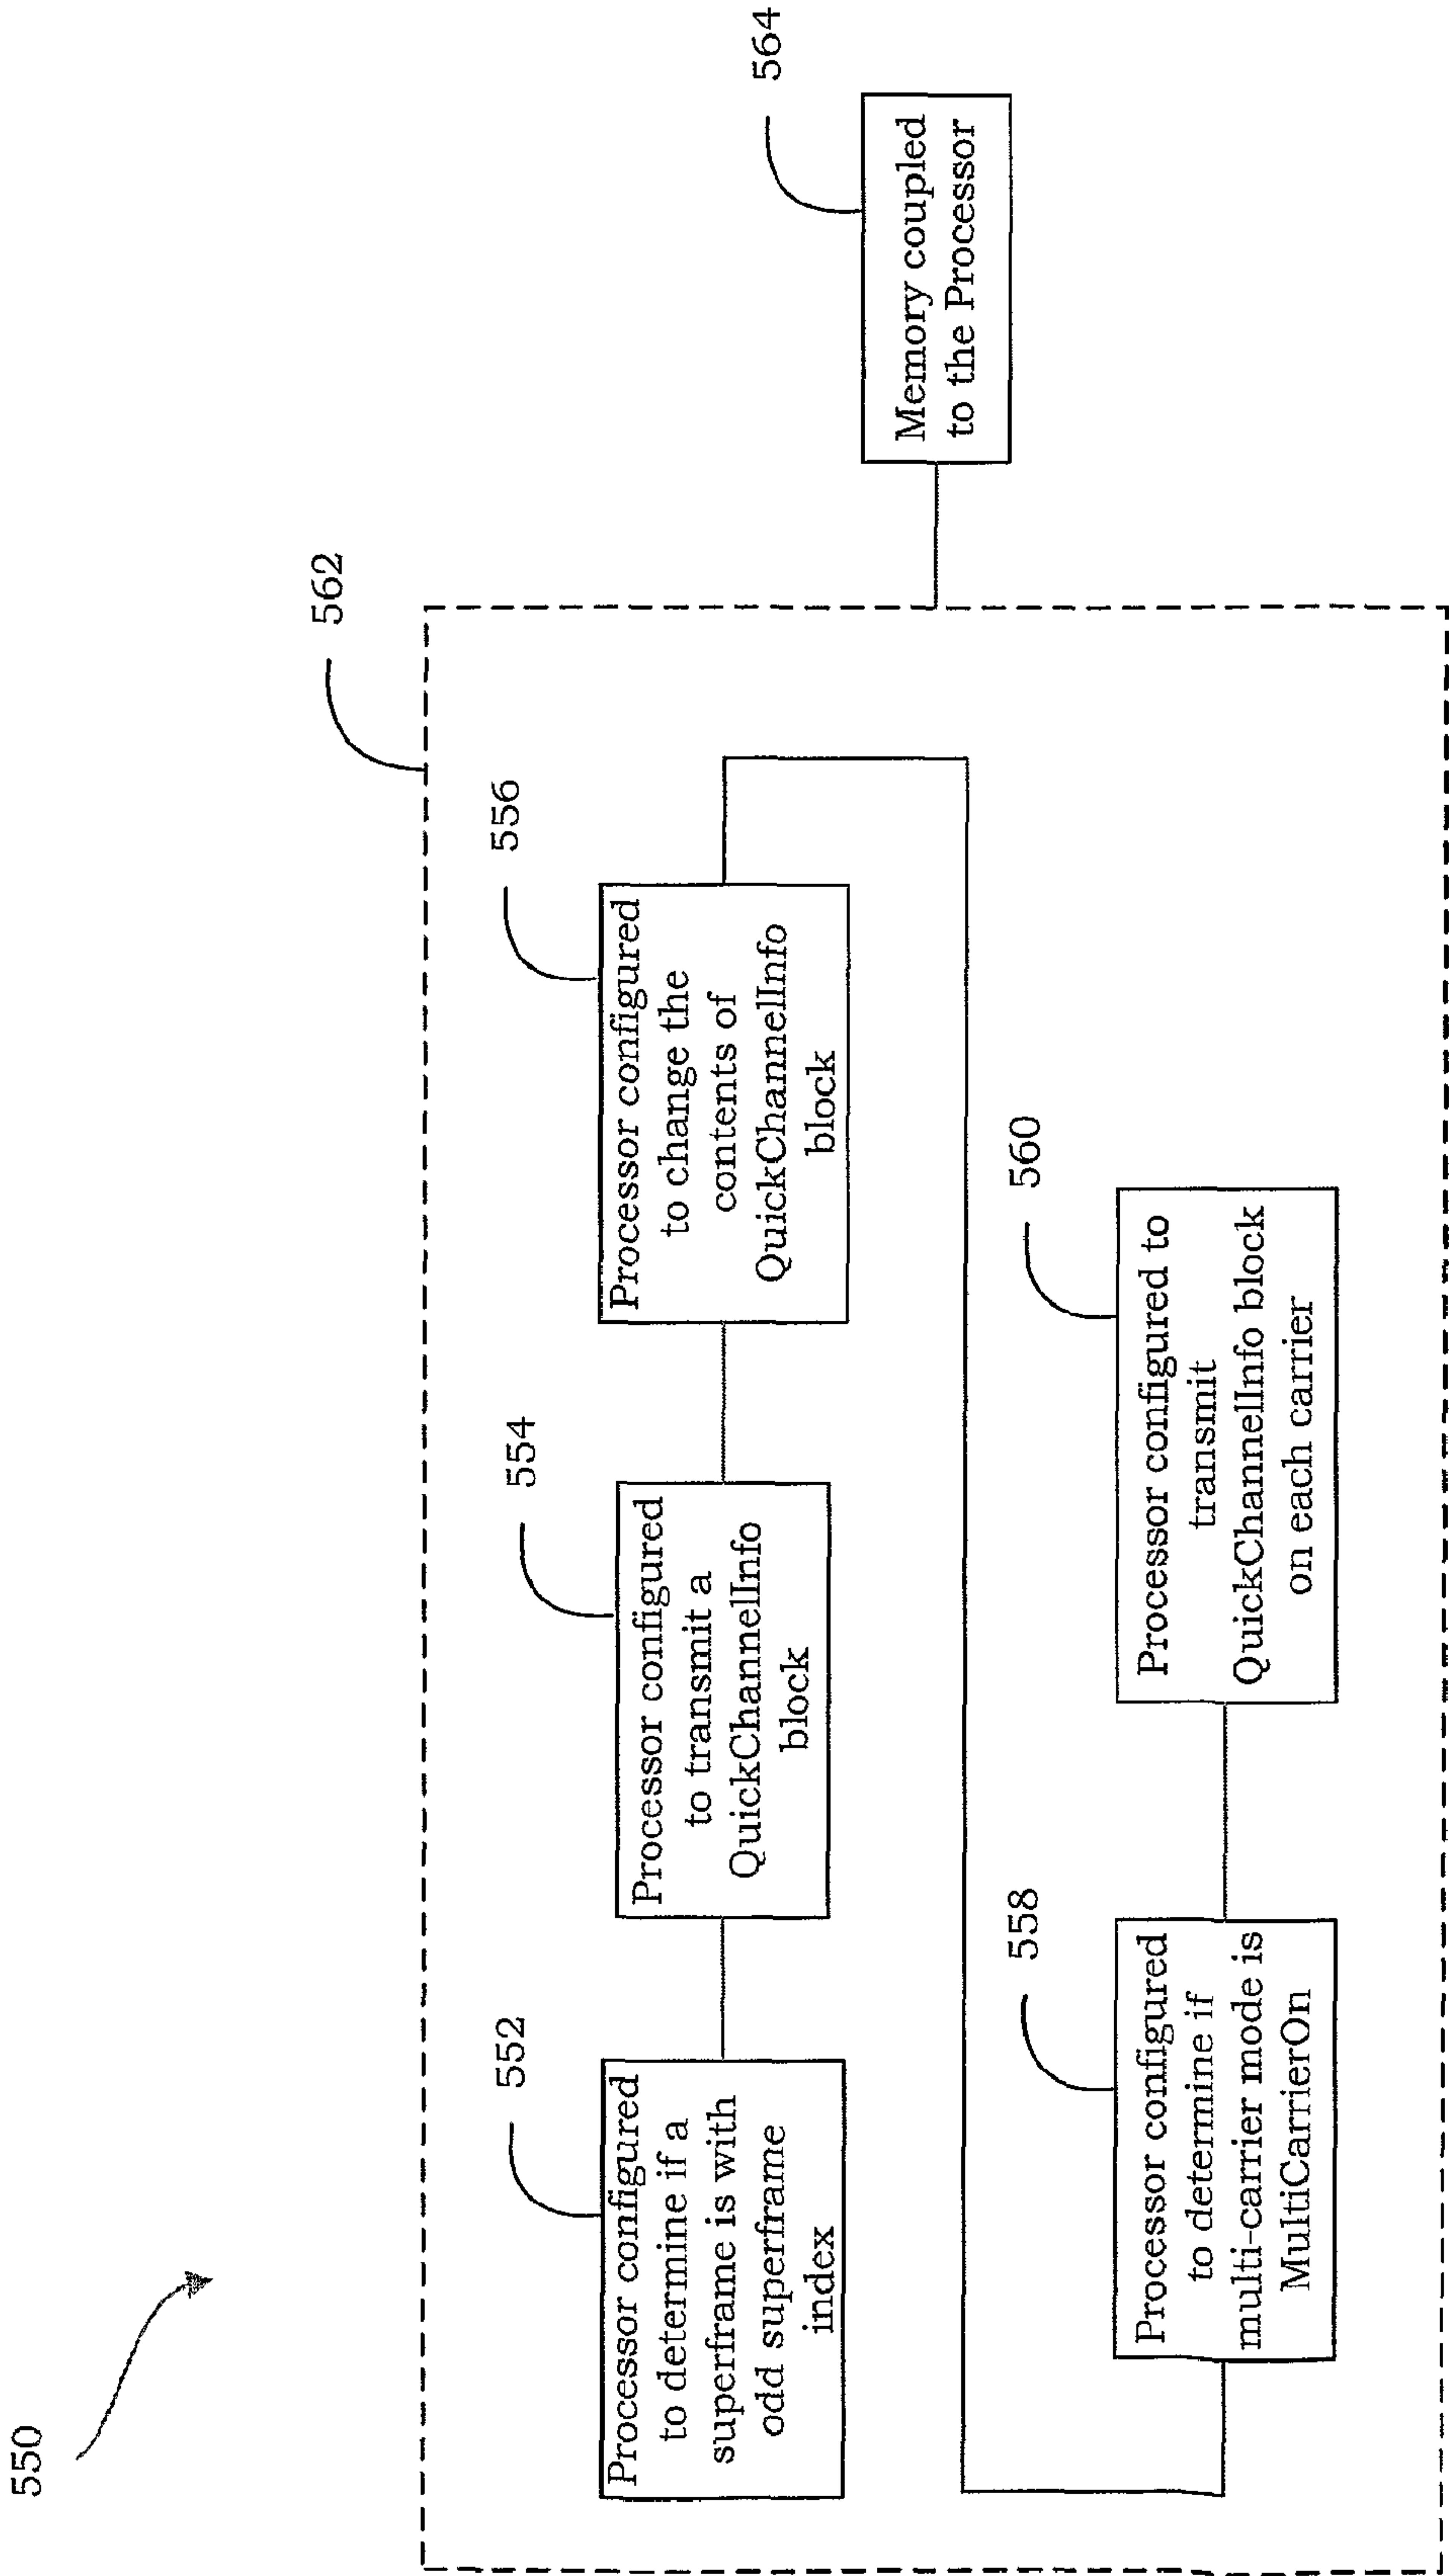 550
562
552
Processor configured
to determine if a
superframe is with
odd superframe
index
554
Processor configured
to transmit a
QuickChannelInfo
block
556
Processor configured
to change the
contents of
QuickChannelInfo
block
558
Processor configured
to determine if
multi-carrier mode is
MultiCarrierOn
560
Processor configured to
transmit
QuickChannelInfo block
on each carrier
564
Memory coupled
to the Processor